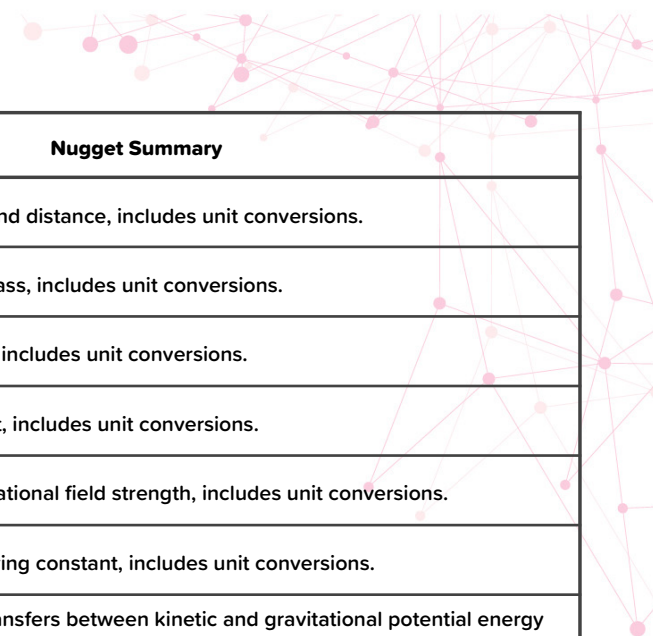 Nugget Summary
nd distance, includes unit conversions.
ass, includes unit conversions.
includes unit conversions.
, includes unit conversions.
ational field strength, includes unit conversions.
ing constant, includes unit conversions.
ansfers between kinetic and gravitational potential energy